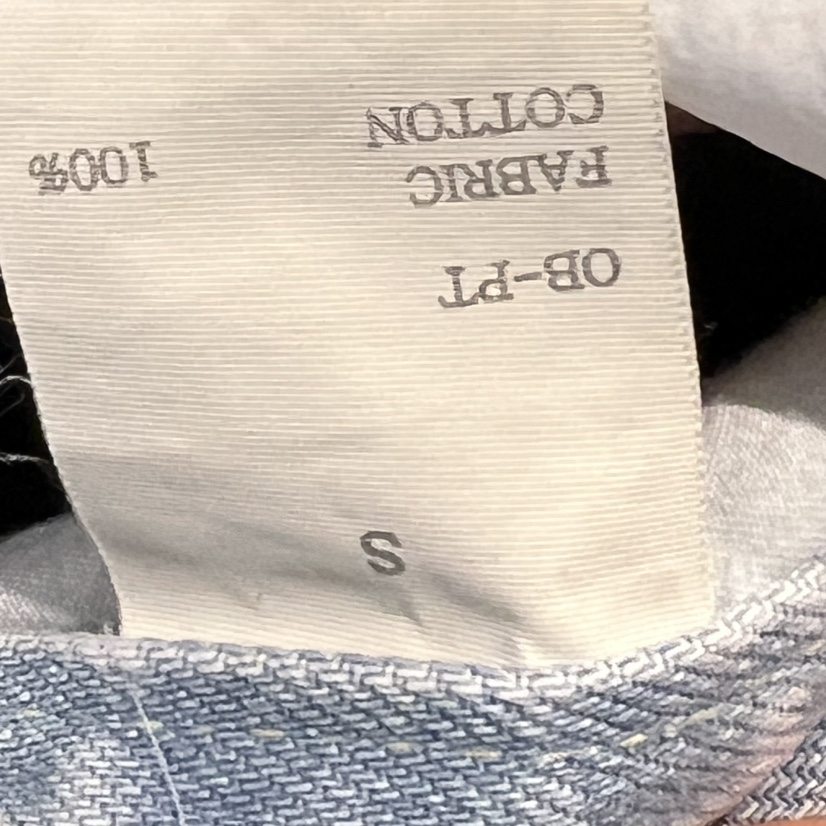 S
OB-PT
FABRIC
COTTON 100%